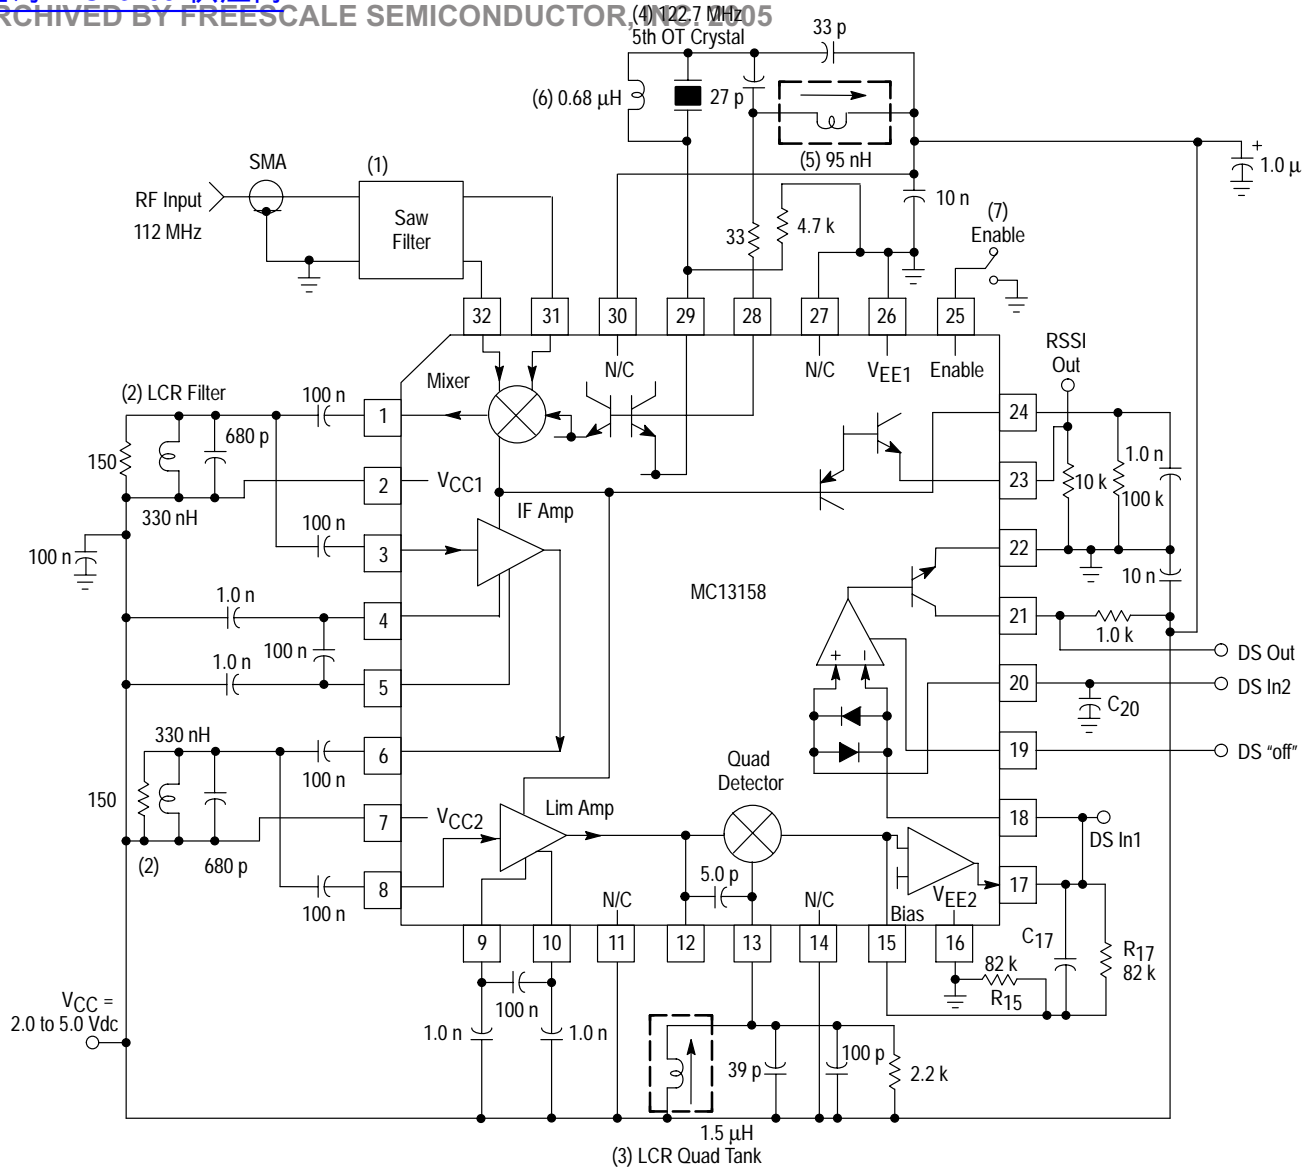 RCHIVED BY FREESCALE SEMICONDUCTOR, INC. 2005
(4) 122.7 MHz
5th OT Crystal
33 p
(6) 0.68 µH
27 p
(5) 95 nH
+
1.0 µ
SMA
(1)
RF Input
112 MHz
Saw
Filter
33
4.7 k
10 n
(7)
Enable
32
31
30
29
28
27
26
25
N/C
N/C
VEE1
Enable
RSSI
Out
Mixer
(2) LCR Filter
100 n
1
24
680 p
150
2
VCC1
23
10 k
1.0 n
100 k
330 nH
IF Amp
100 n
100 n
3
22
MC13158
10 n
1.0 n
4
21
1.0 k
100 n
DS Out
1.0 n
5
20
DS In2
C20
+ –
330 nH
6
19
DS "off"
100 n
Quad
Detector
150
7
VCC2
Lim Amp
18
DS In1
(2)
680 p
8
5.0 p
17
100 n
N/C
N/C
Bias
VEE2
9
10
11
12
13
14
15
16
C17
R17
82 k
82 k
R15
100 n
VCC =
2.0 to 5.0 Vdc
1.0 n
1.0 n
39 p
100 p
2.2 k
1.5 µH
(3) LCR Quad Tank